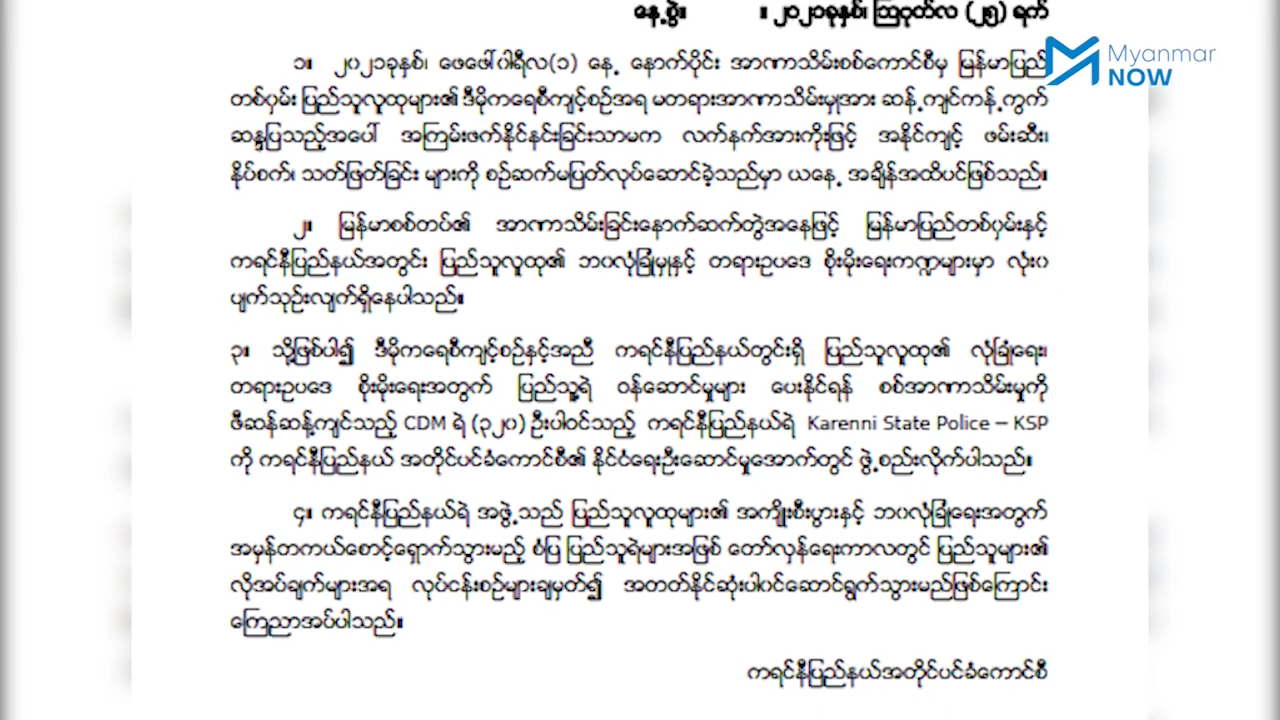 နေ့စွဲ။ ။ ၂၀၂၁ခုနှစ်၊ ဩဂုတ်လ (၂၅) ရက်
Myanmar
NOW
၁။ ၂၀၂၁ခုနှစ်၊ ဖေဖေါ်ဝါရီလ(၁) နေ့ နောက်ပိုင်း အာဏာသိမ်းစစ်ကောင်စီမှ မြန်မာပြည်
တစ်ဝှမ်း ပြည်သူလူထုများ၏ ဒီမိုကရေစီကျင့်စဉ်အရ မတရားအာဏာသိမ်းမှုအား ဆန့်ကျင်ကန့်ကွက်
ဆန္ဒပြသည့်အပေါ် အကြမ်းဖက်နှိုင်နင်းခြင်းသာမက လက်နက်အားကိုးဖြင့် အနိုင်ကျင့် ဖမ်းဆီး၊
နှိပ်စက်၊ သတ်ဖြတ်ခြင်း များကို စဉ်ဆက်မပြတ်လုပ်ဆောင်ခဲ့သည်မှာ ယနေ့ အချိန်အထိပင်ဖြစ်သည်။
၂။ မြန်မာစစ်တပ်၏ အာဏာသိမ်းခြင်းနောက်ဆက်တွဲအနေဖြင့် မြန်မာပြည်တစ်ဝှမ်းနှင့်
ကရင်နီပြည်နယ်အတွင်း ပြည်သူလူထု၏ ဘဝလုံခြုံမှုနှင့် တရားဥပဒေ စိုးမိုးရေးကဏ္ဍများမှာ လုံးဝ
ပျက်သုဉ်းလျက်ရှိနေပါသည်။
၃။ သို့ဖြစ်ပါ၍ ဒီမိုကရေစီကျင့်စဉ်နှင့်အညီ ကရင်နီပြည်နယ်တွင်းရှိ ပြည်သူလူထု၏ လုံခြုံရေး၊
တရားဥပဒေ စိုးမိုးရေးအတွက် ပြည်သူ့ရဲ ဝန်ဆောင်မှုများ ပေးနိုင်ရန် စစ်အာဏာသိမ်းမှုကို
ဖီဆန်ဆန့်ကျင်သည့် CDM ရဲ (၃၂၀) ဦးပါဝင်သည့် ကရင်နီပြည်နယ်ရဲ Karenni State Police – KSP
ကို ကရင်နီပြည်နယ် အတိုင်ပင်ခံကောင်စီ၏ နိုင်ငံရေးဦးဆောင်မှုအောက်တွင် ဖွဲ့စည်းလိုက်ပါသည်။
၄။ ကရင်နီပြည်နယ်ရဲ အဖွဲ့သည် ပြည်သူလူထုများ၏ အကျိုးစီးပွားနှင့် ဘဝလုံခြုံရေးအတွက်
အမှန်တကယ်စောင့်ရှောက်သွားမည့် စံပြ ပြည်သူရဲများအဖြစ် တော်လှန်ရေးကာလတွင် ပြည်သူများ၏
လိုအပ်ချက်များအရ လုပ်ငန်းစဉ်များချမှတ်၍ အတတ်နိုင်ဆုံးပါဝင်ဆောင်ရွက်သွားမည်ဖြစ်ကြောင်း
ကြေညာအပ်ပါသည်။
ကရင်နီပြည်နယ်အတိုင်ပင်ခံကောင်စီ